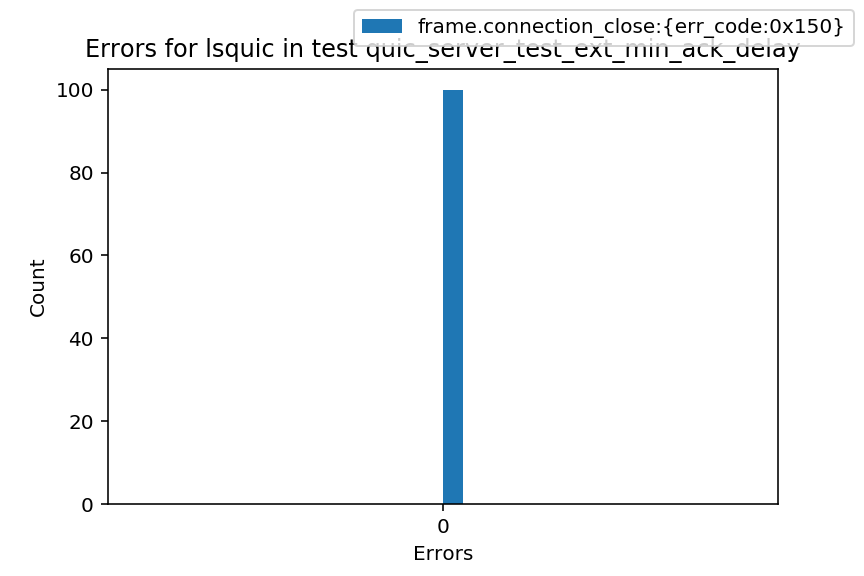 frame.connection_close:{err_code:0x150}
Errors for lsquic in test quic_server_test_ext_min_ack_delay
100
80
60
40
20
0
Count
0
Errors